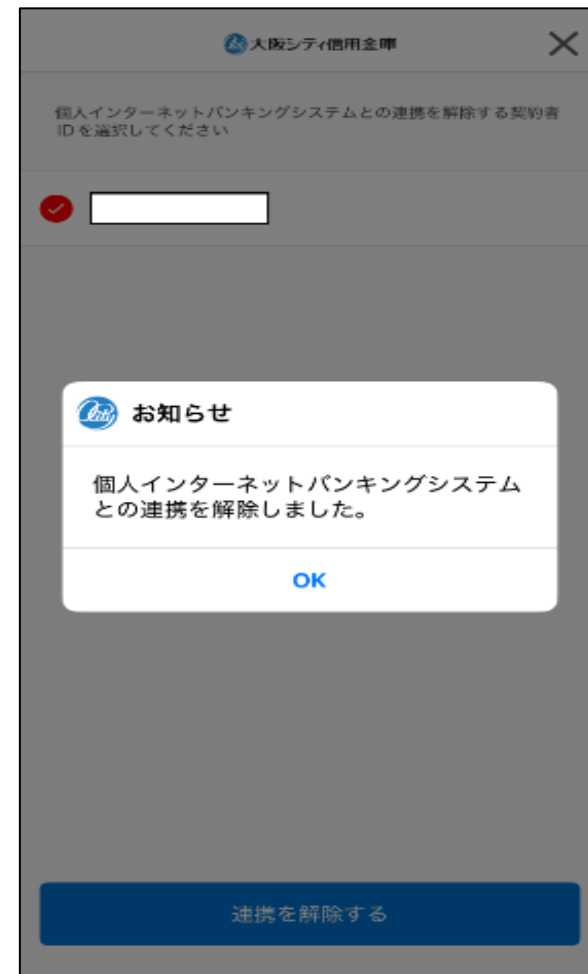 大阪シティ信用金庫
個人インターネットバンキングシステムとの連携を解除する契約者
IDを選択してください
City お知らせ
個人インターネットバンキングシステム
との連携を解除しました。
OK
連携を解除する